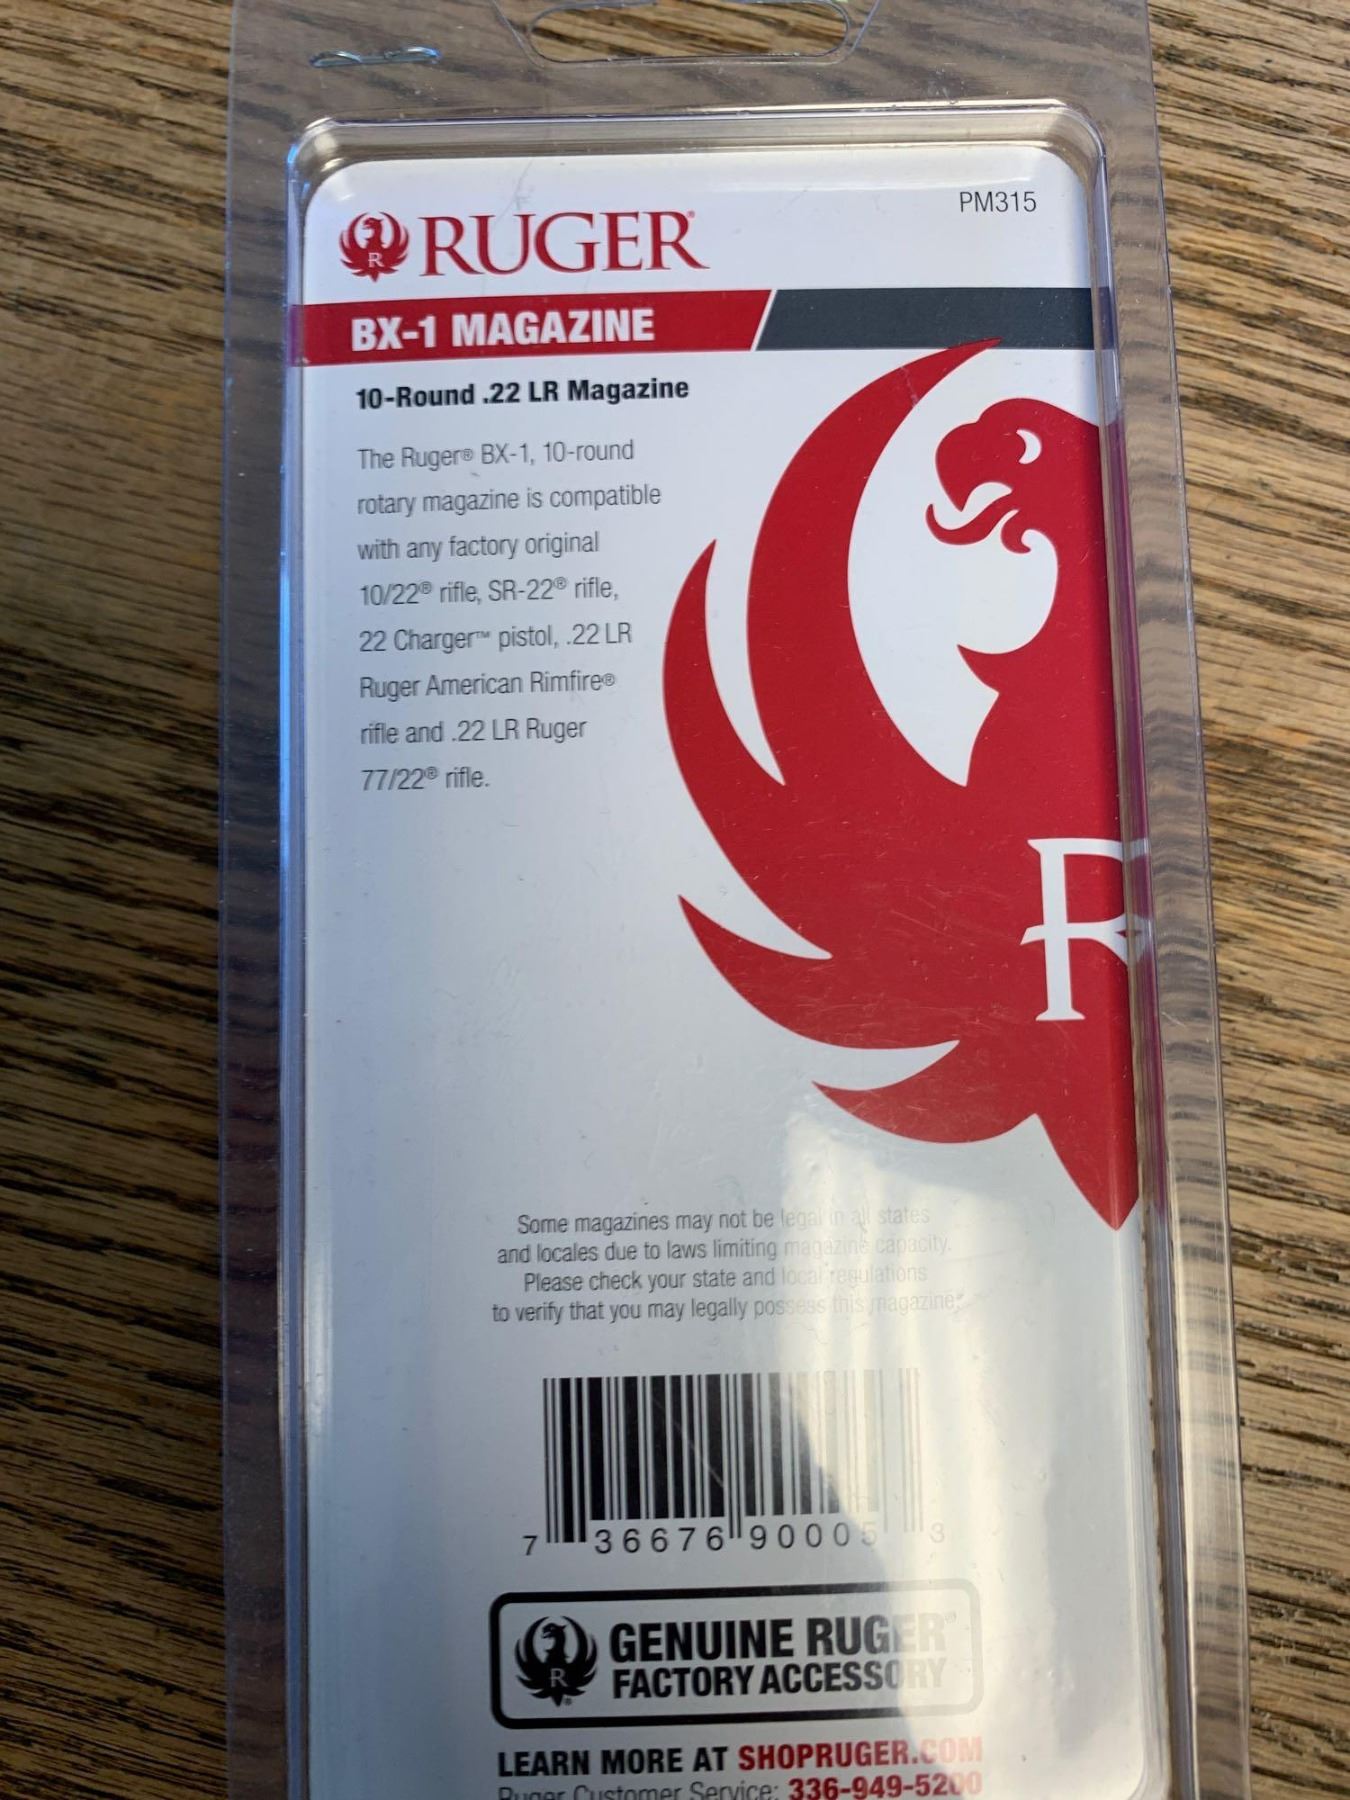 PM315
RUGER®
BX-1 MAGAZINE
10-Round .22 LR Magazine
The Ruger® BX-1, 10-round
rotary magazine is compatible
with any factory original
10/22® rifle, SR-22® rifle,
22 Charger™ pistol, .22 LR
Ruger American Rimfire®
rifle and .22 LR Ruger
77/22® rifle.
R
R
Some magazines may not be legal in all states
and locales due to laws limiting magazine capacity.
Please check your state and local regulations
to verify that you may legally possess this magazine.
7 36676 90005 3
R
GENUINE RUGER®
FACTORY ACCESSORY
LEARN MORE AT SHOPRUGER.COM
Ruger Customer Service: 336-949-5200